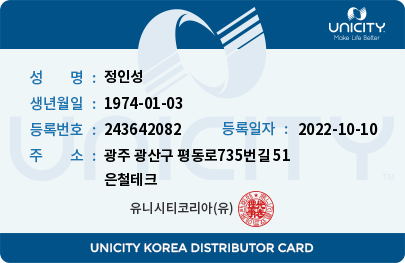 UNICITY
Make Life Better
성 명 : 정인성
생년월일 : 1974-01-03
등록번호 : 243642082 등록일자 : 2022-10-10
주 소 : 광주 광산구 평동로735번길 51
은철테크
UNICITY
유니시티코리아(유)
UNICITY KOREA DISTRIBUTOR CARD